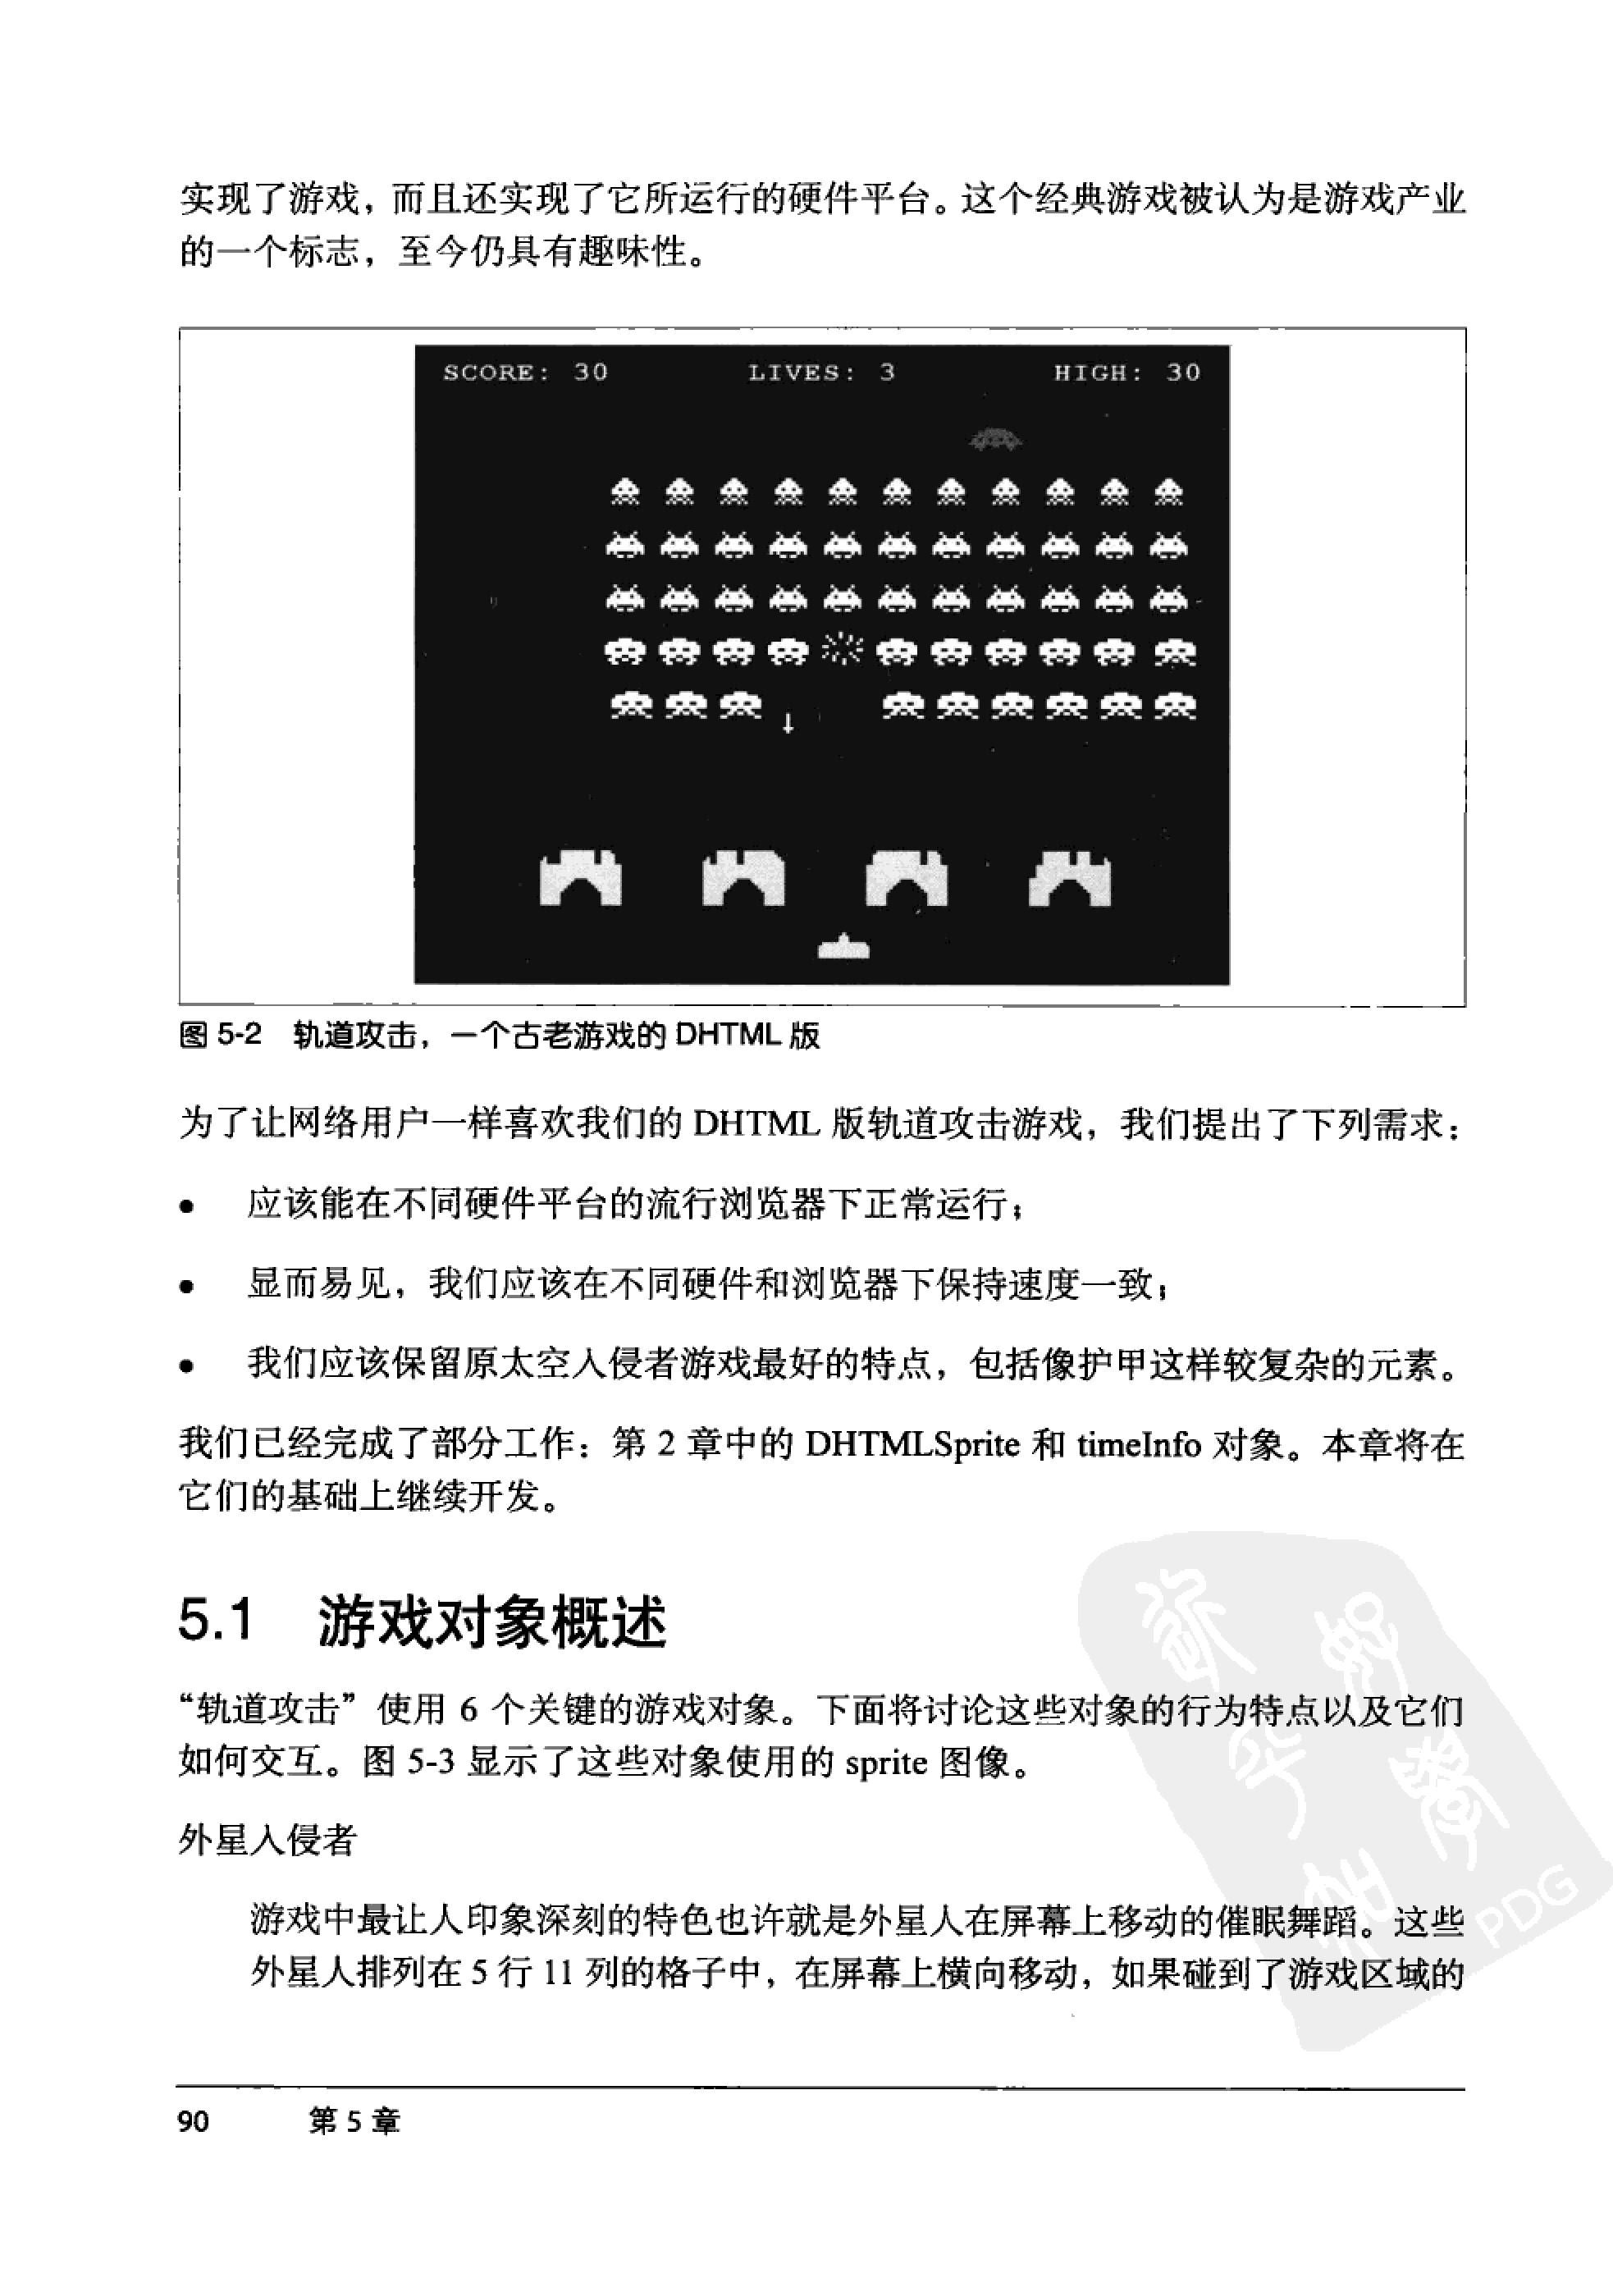 实现了游戏，而且还实现了它所运行的硬件平台。这个经典游戏被认为是游戏产业
的一个标志，至今仍具有趣味性。
SCORE: 30 LIVES: 3 HIGH: 30
图 5-2 轨道攻击，一个古老游戏的 DHTML 版
为了让网络用户一样喜欢我们的 DHTML 版轨道攻击游戏，我们提出了下列需求：
● 应该能在不同硬件平台的流行浏览器下正常运行；
● 显而易见，我们应该在不同硬件和浏览器下保持速度一致；
● 我们应该保留原太空入侵者游戏最好的特点，包括像护甲这样较复杂的元素。
我们已经完成了部分工作：第 2 章中的 DHTMLSprite 和 timeInfo 对象。本章将在
它们的基础上继续开发。
5.1 游戏对象概述
“轨道攻击”使用 6 个关键的游戏对象。下面将讨论这些对象的行为特点以及它们
如何交互。图 5-3 显示了这些对象使用的 sprite 图像。
外星入侵者
游戏中最让人印象深刻的特色也许就是外星人在屏幕上移动的催眠舞蹈。这些
外星人排列在 5 行 11 列的格子中，在屏幕上横向移动，如果碰到了游戏区域的
PDG
90 第 5 章